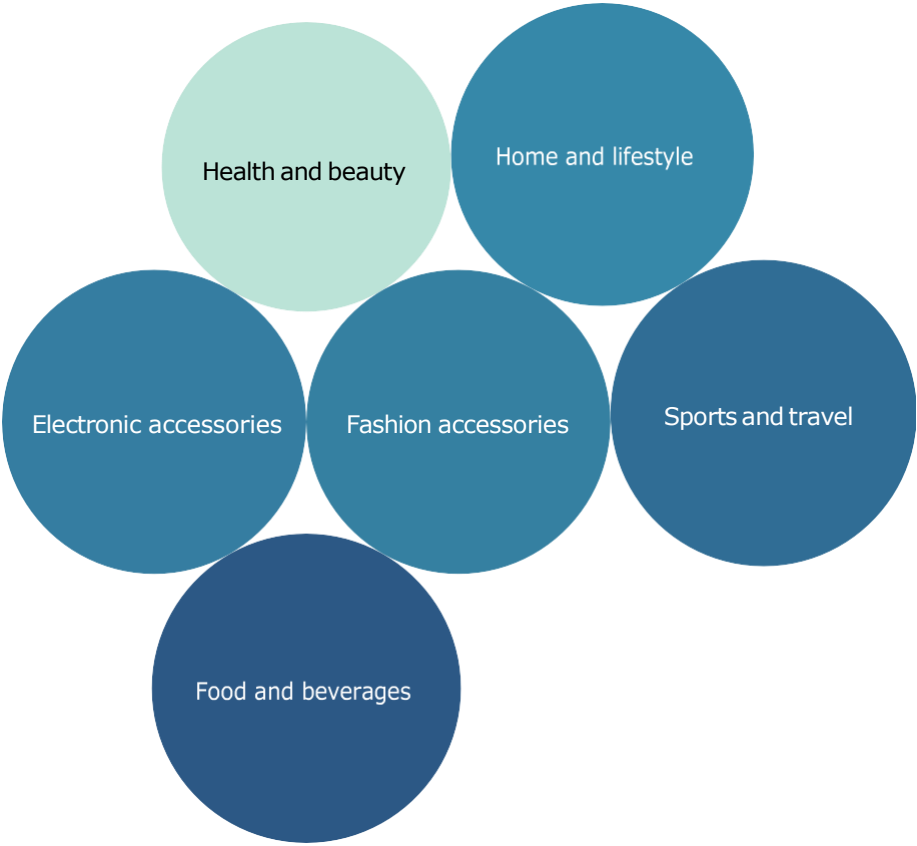 Health and beauty
Home and lifestyle
Electronic accessories
Fashion accessories
Sports and travel
Food and beverages